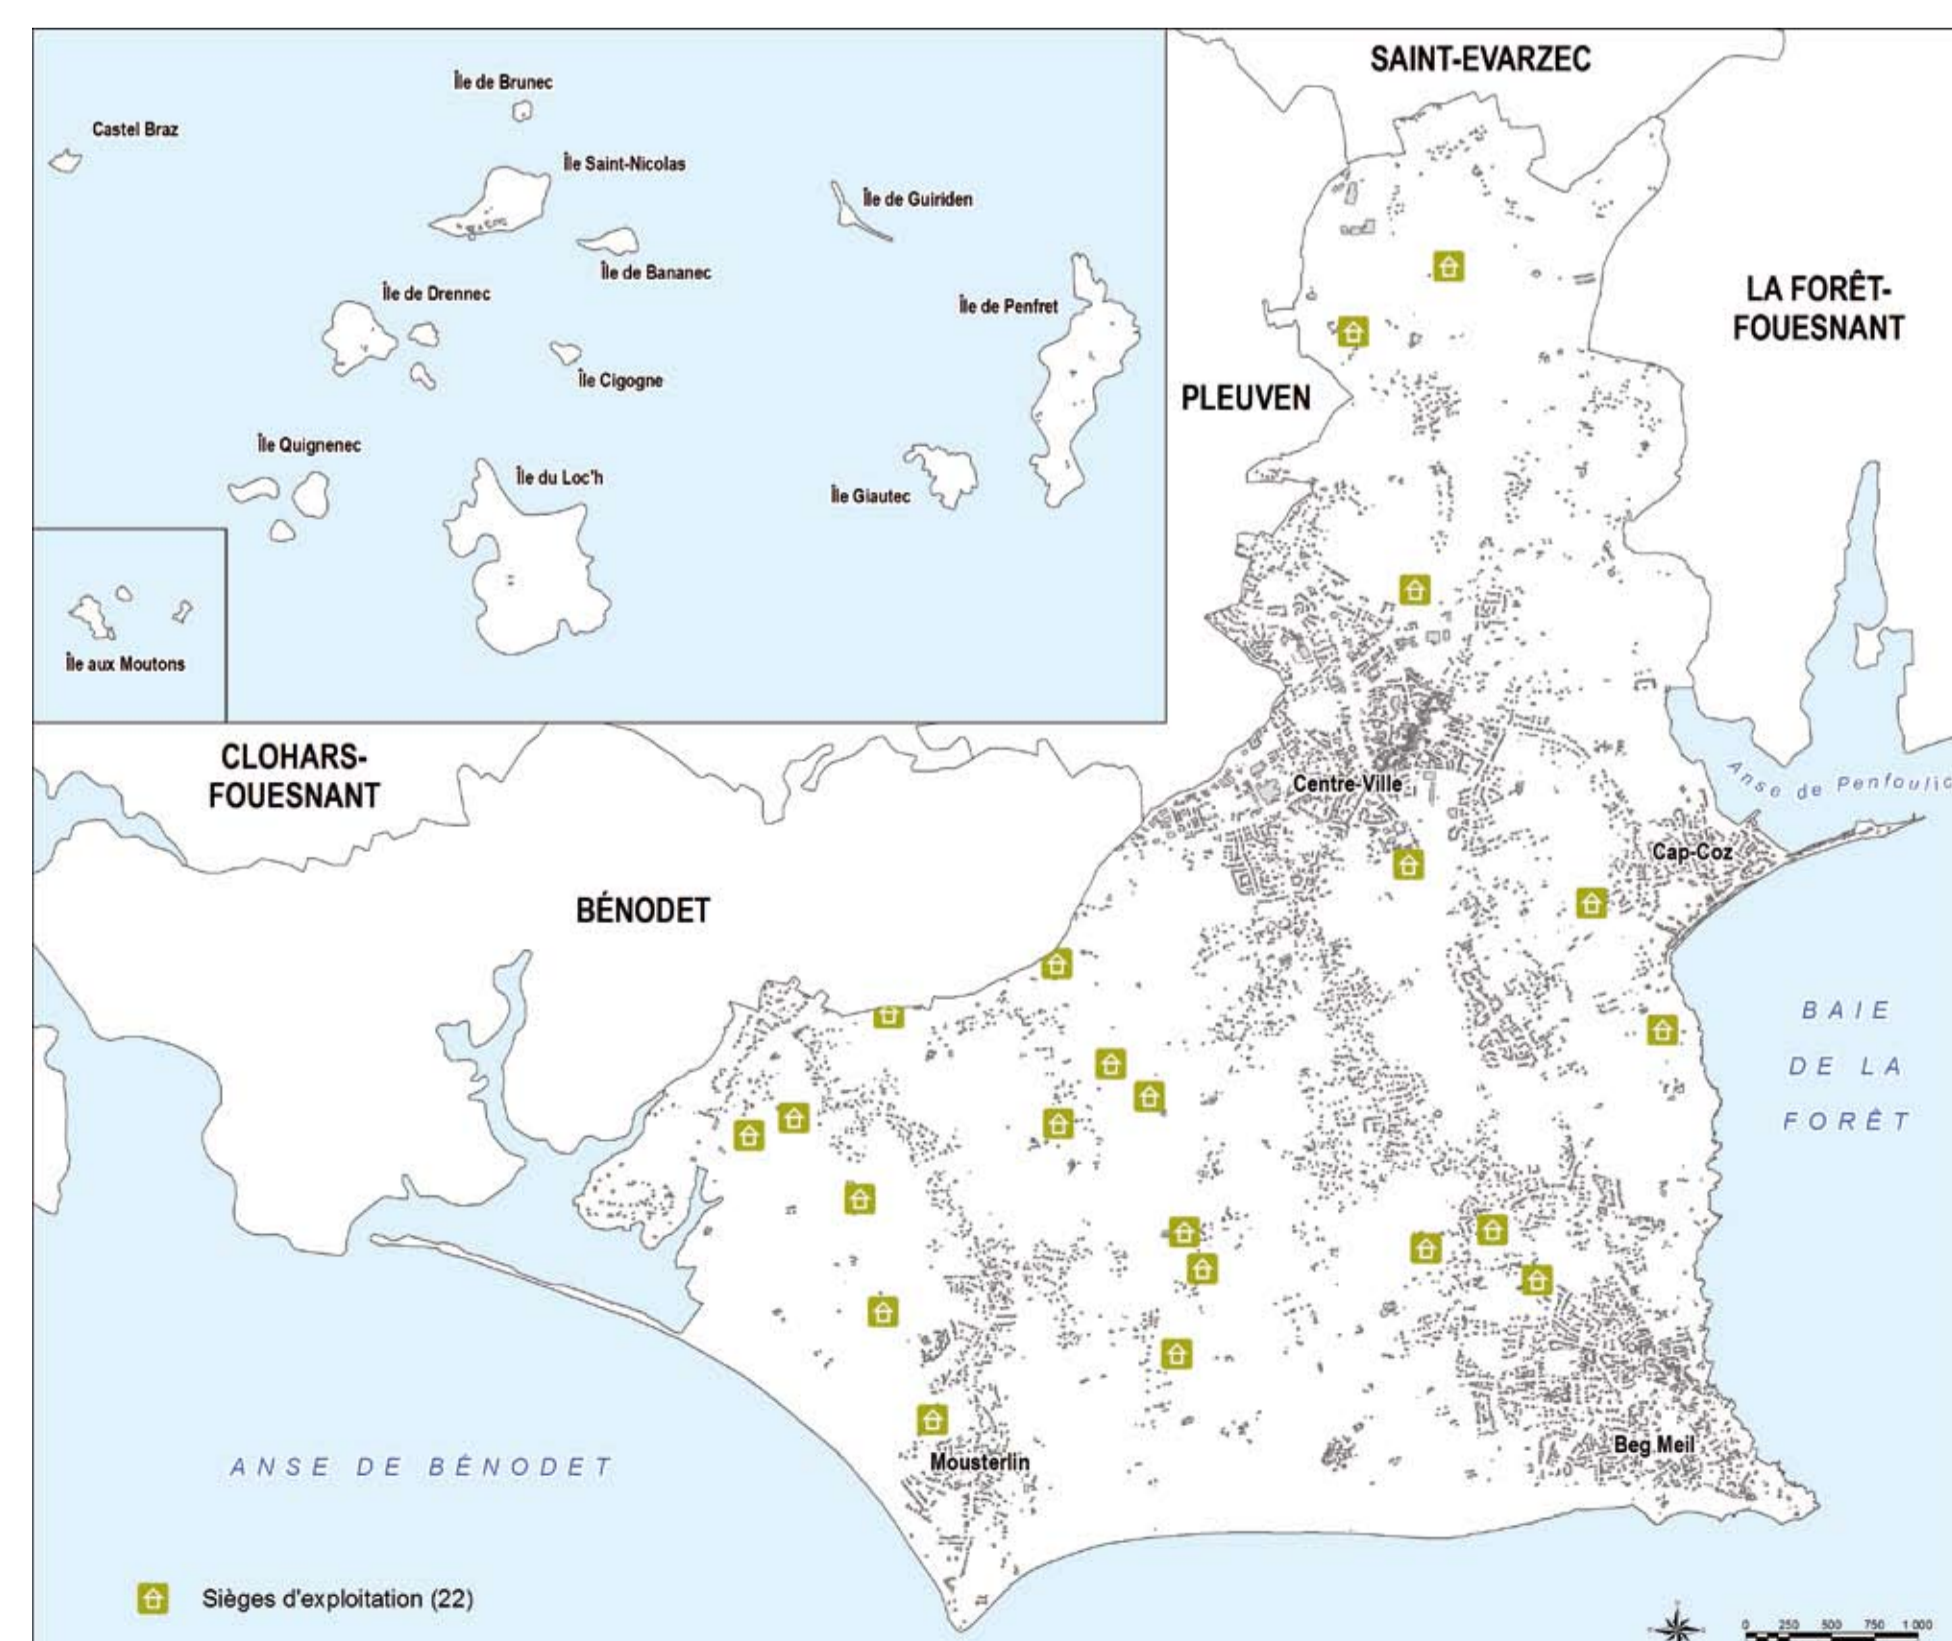 SAINT-EVARZEC
Île de Brunec
Castel Braz
Île Saint-Nicolas
Île de Guiriden
Île de Bananec
Île de Drennec
Île de Penfret
LA FORÊT-
FOUESNANT
Île Cigogne
PLEUVEN
Île Quignenec
Île du Loc'h
Île Giautec
Île aux Moutons
CLOHARS-
FOUESNANT
Centre-Ville
Anse de Penfoulic
Cap-Coz
BÉNODET
BAIE
DE LA
FORÊT
Beg Meil
Mousterlin
ANSE DE BÉNODET
Sièges d'exploitation (22)
0 250 500 750 1 000